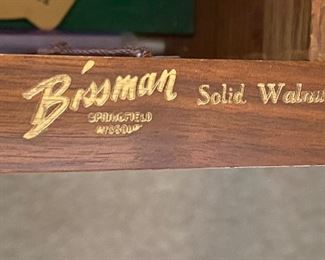 Bissman Solid Walnu
SPRINGFIELD
MISSOURI